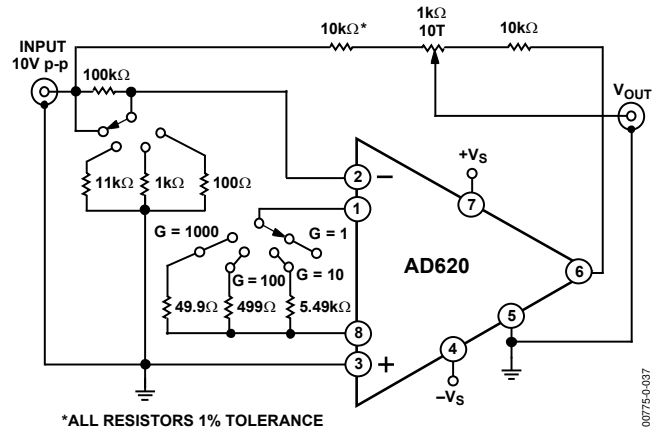 INPUT
10V p-p
100kΩ
10kΩ*
1kΩ
10T
10kΩ
VOUT
11kΩ
1kΩ
100Ω
G = 1000
G = 100
G = 10
G = 1
49.9Ω
499Ω
5.49kΩ
2
–
1
8
3
+
AD620
+VS
7
6
5
4
–VS
*ALL RESISTORS 1% TOLERANCE
00775-0-037